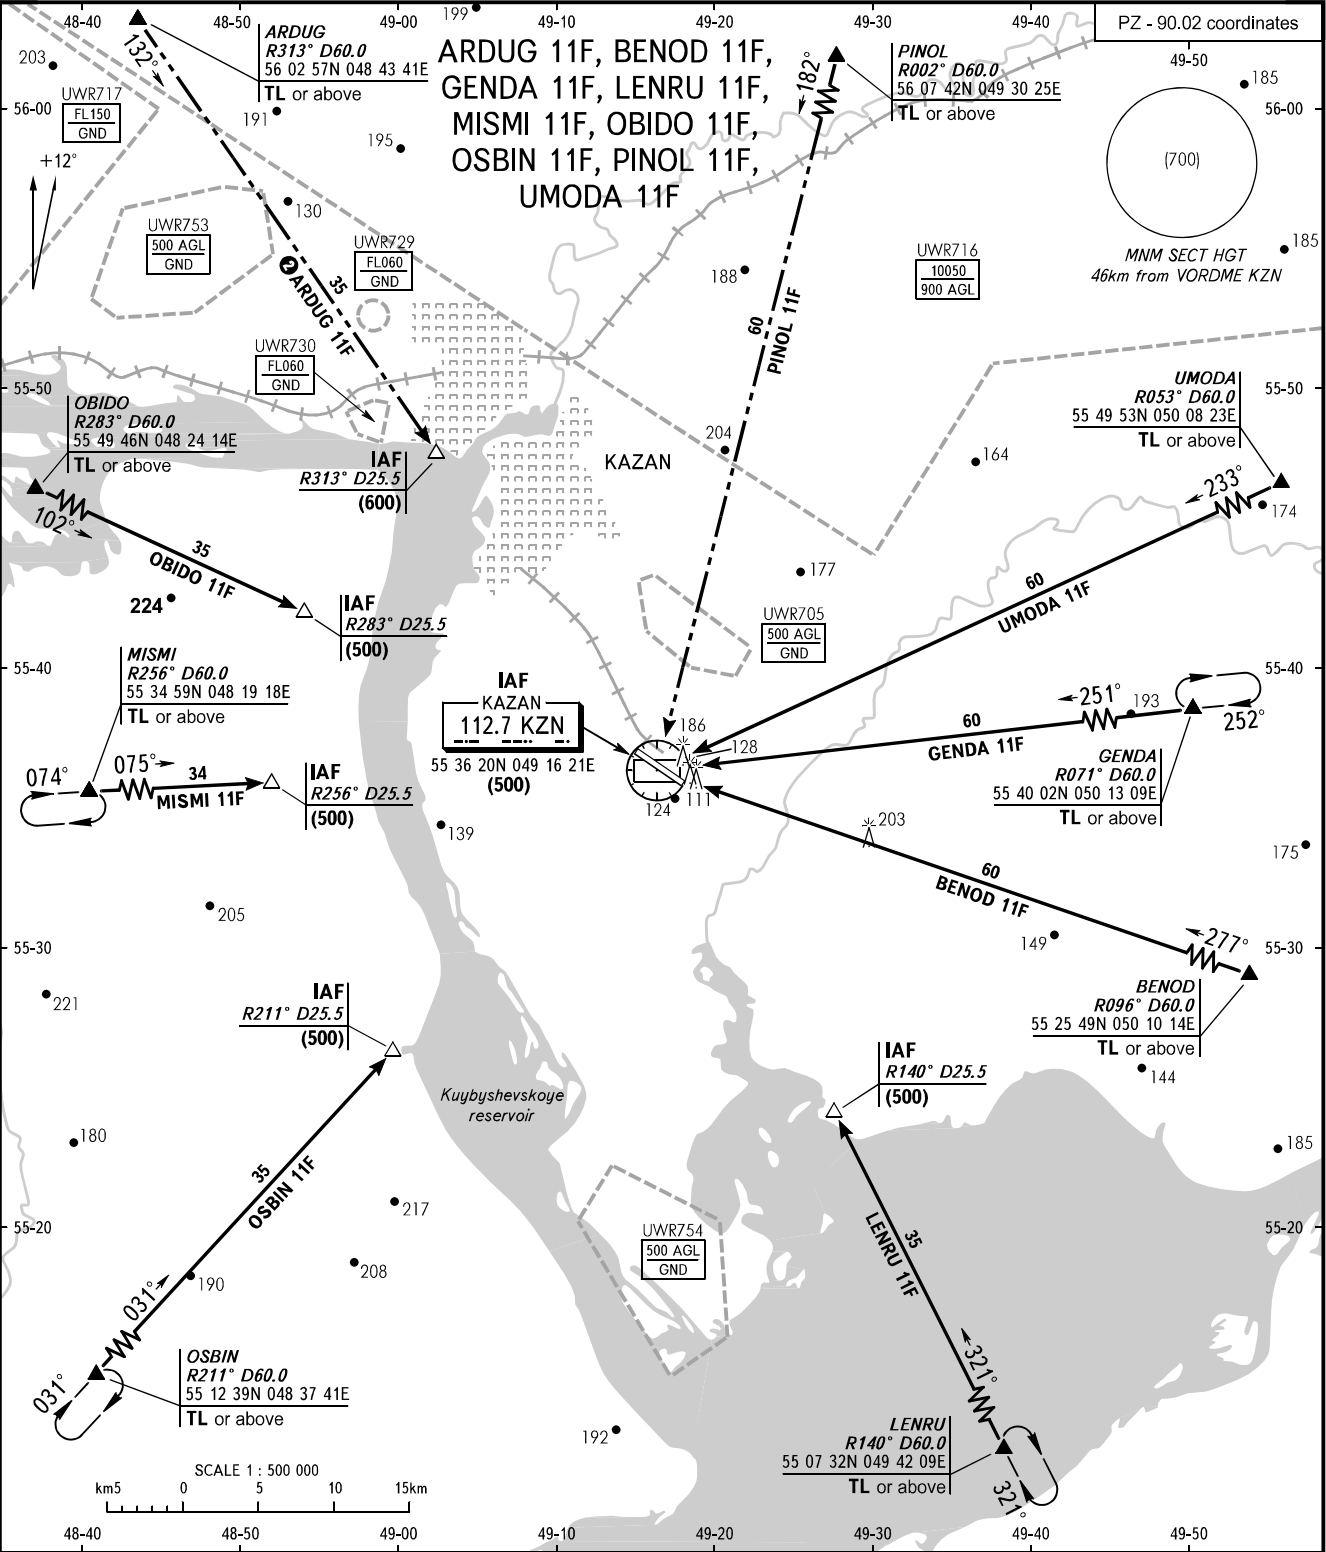 48-40
48-50
49-00
199
49-10
49-20
49-30
49-40
PZ - 90.02 coordinates
49-50
ARDUG 11F, BENOD 11F,
GENDA 11F, LENRU 11F,
MISMI 11F, OBIDO 11F,
OSBIN 11F, PINOL 11F,
UMODA 11F
ARDUG
R313° D60.0
56 02 57N 048 43 41E
TL or above
132°
PINOL
R002° D60.0
56 07 42N 049 30 25E
TL or above
182°
203
UWR717
FL150
GND
56-00
+12°
191
195
130
185
56-00
(700)
MNM SECT HGT
46km from VORDME KZN
185
UWR753
500 AGL
GND
UWR729
FL060
GND
2 ARDUG 11F
35
188
UWR716
10050
900 AGL
60
PINOL 11F
UWR730
FL060
GND
55-50
OBIDO
R283° D60.0
55 49 46N 048 24 14E
TL or above
102°
IAF
R313° D25.5
(600)
KAZAN
204
164
UMODA
R053° D60.0
55 49 53N 050 08 23E
TL or above
55-50
233°
174
35
OBIDO 11F
224
IAF
R283° D25.5
(500)
177
60
UMODA 11F
UWR705
500 AGL
GND
55-40
MISMI
R256° D60.0
55 34 59N 048 19 18E
TL or above
55-40
IAF
KAZAN
112.7 KZN
55 36 20N 049 16 21E
(500)
186
128
124
111
251°
193
252°
60
GENDA 11F
GENDA
R071° D60.0
55 40 02N 050 13 09E
TL or above
074°
075°
34
MISMI 11F
IAF
R256° D25.5
(500)
139
203
175
60
BENOD 11F
205
149
277°
55-30
55-30
221
IAF
R211° D25.5
(500)
BENOD
R096° D60.0
55 25 49N 050 10 14E
TL or above
IAF
R140° D25.5
(500)
144
Kuybyshevskoye
reservoir
180
185
35
OSBIN 11F
217
55-20
55-20
UWR754
500 AGL
GND
35
LENRU 11F
208
190
031°
031°
OSBIN
R211° D60.0
55 12 39N 048 37 41E
TL or above
321°
192
LENRU
R140° D60.0
55 07 32N 049 42 09E
TL or above
321°
SCALE 1 : 500 000
km5 0 5 10 15km
48-40
48-50
49-00
49-10
49-20
49-30
49-40
49-50